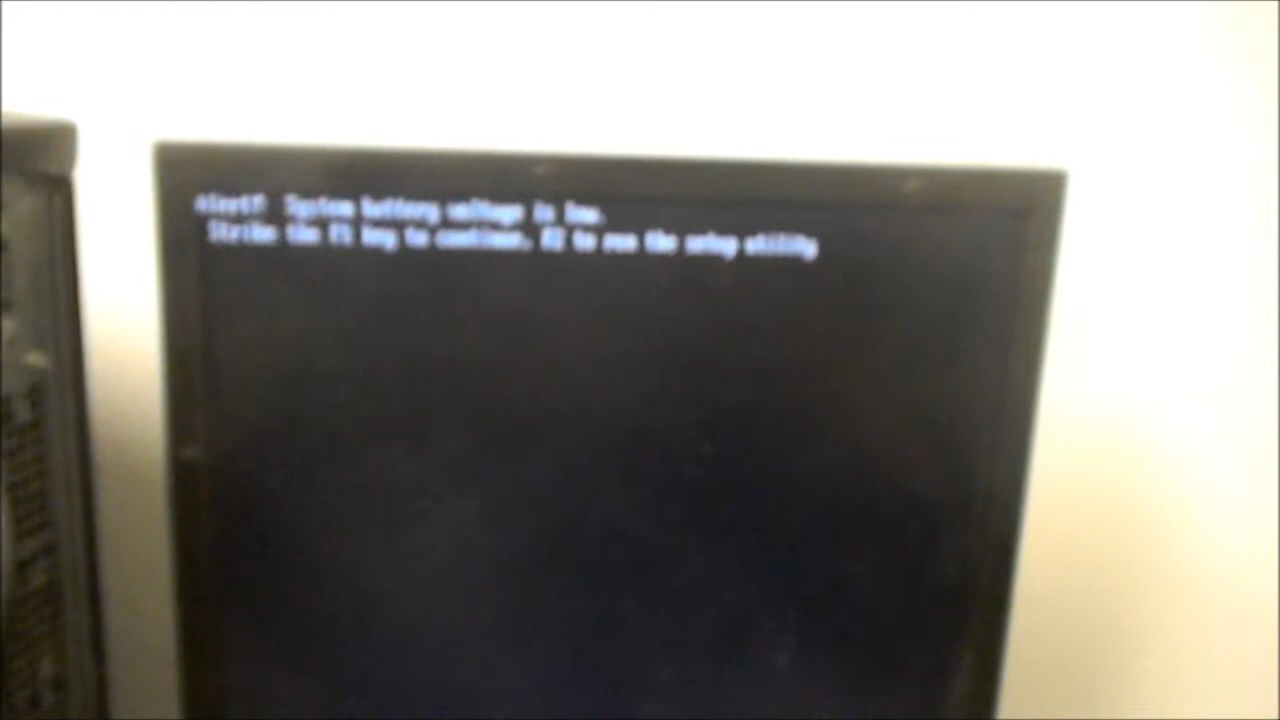 Alert! System battery voltage is low.
Strike the F1 key to continue, F2 to run the setup utility